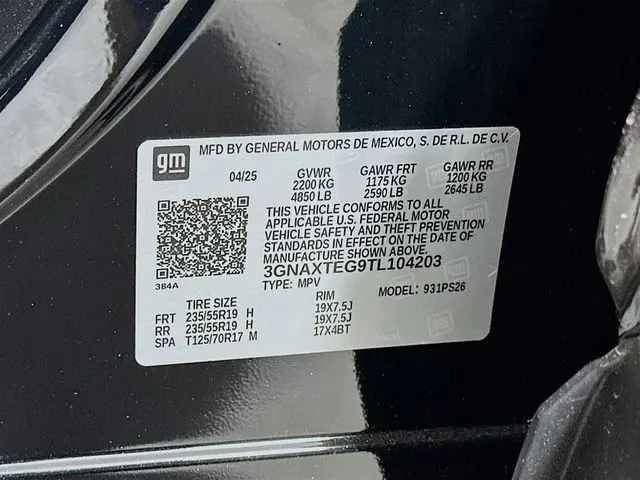 gm MFD BY GENERAL MOTORS DE MEXICO, S. DE R.L. DE C.V.
04/25 GVWR GAWR FRT GAWR RR
2200 KG 1175 KG 1200 KG
4850 LB 2590 LB 2645 LB
THIS VEHICLE CONFORMS TO ALL
APPLICABLE U.S. FEDERAL MOTOR
VEHICLE SAFETY AND THEFT PREVENTION
STANDARDS IN EFFECT ON THE DATE OF
MANUFACTURE SHOWN ABOVE.
3GNAXTEG9TL104203
384A TYPE: MPV MODEL: 931PS26
TIRE SIZE RIM
FRT 235/55R19 H 19X7.5J
RR 235/55R19 H 19X7.5J
SPA T125/70R17 M 17X4BT